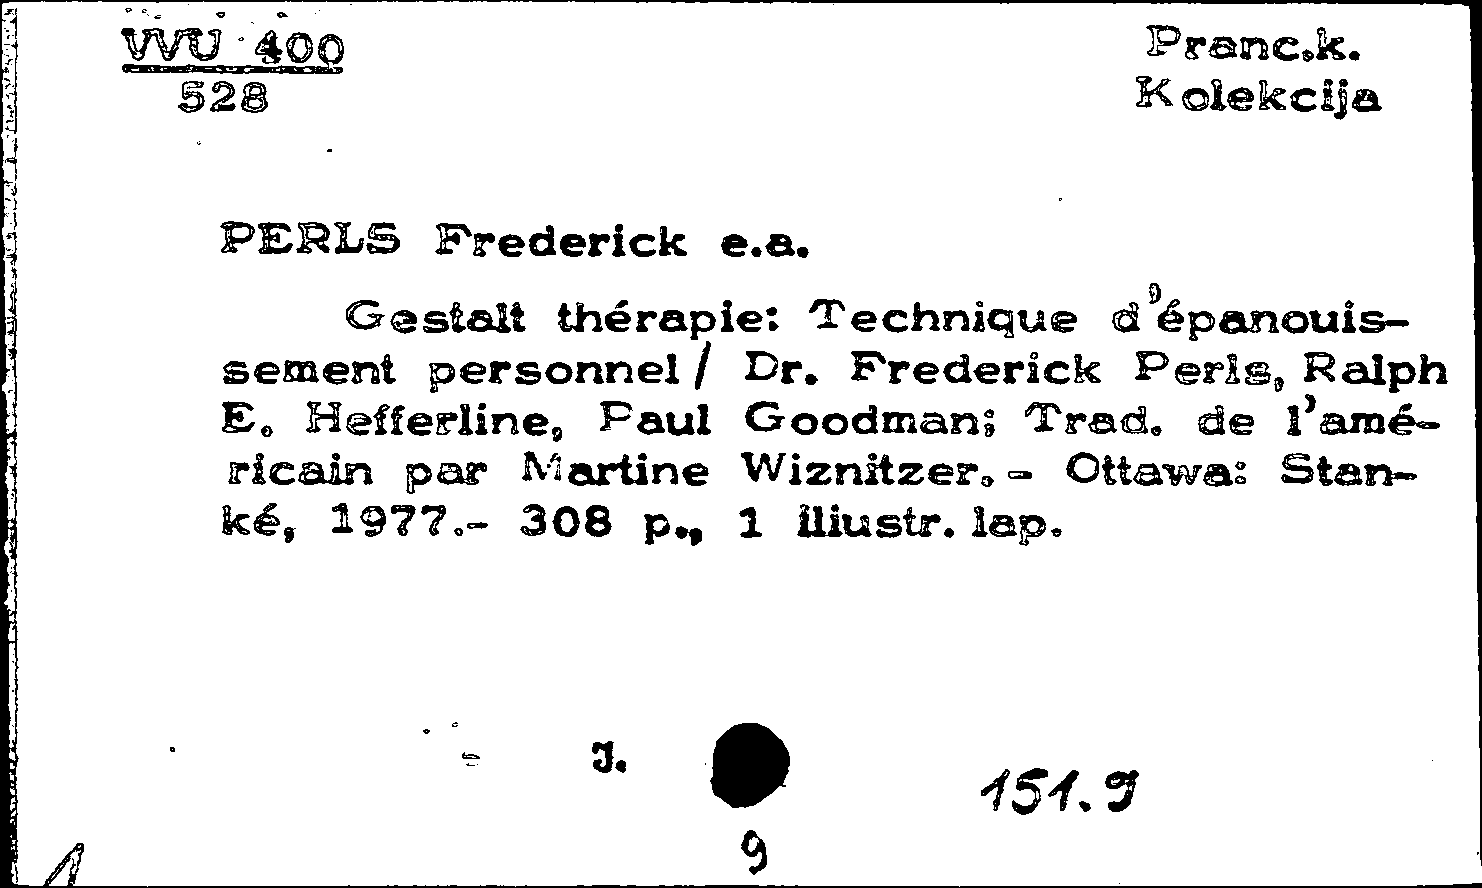 VVU 400
528
Pranc.k.
Kolekcija
PERLS Frederick e.a.
Gestalt thérapie: Technique d'épanouis-
sement personnel/ Dr. Frederick Perls, Ralph
E. Hefferline, Paul Goodman; Trad. de l'amé-
ricain par Martine Wiznitzer.- Ottawa: Stan-
ké, 1977.- 308 p., 1 iliustr. lap.
J.
151.9
9
1